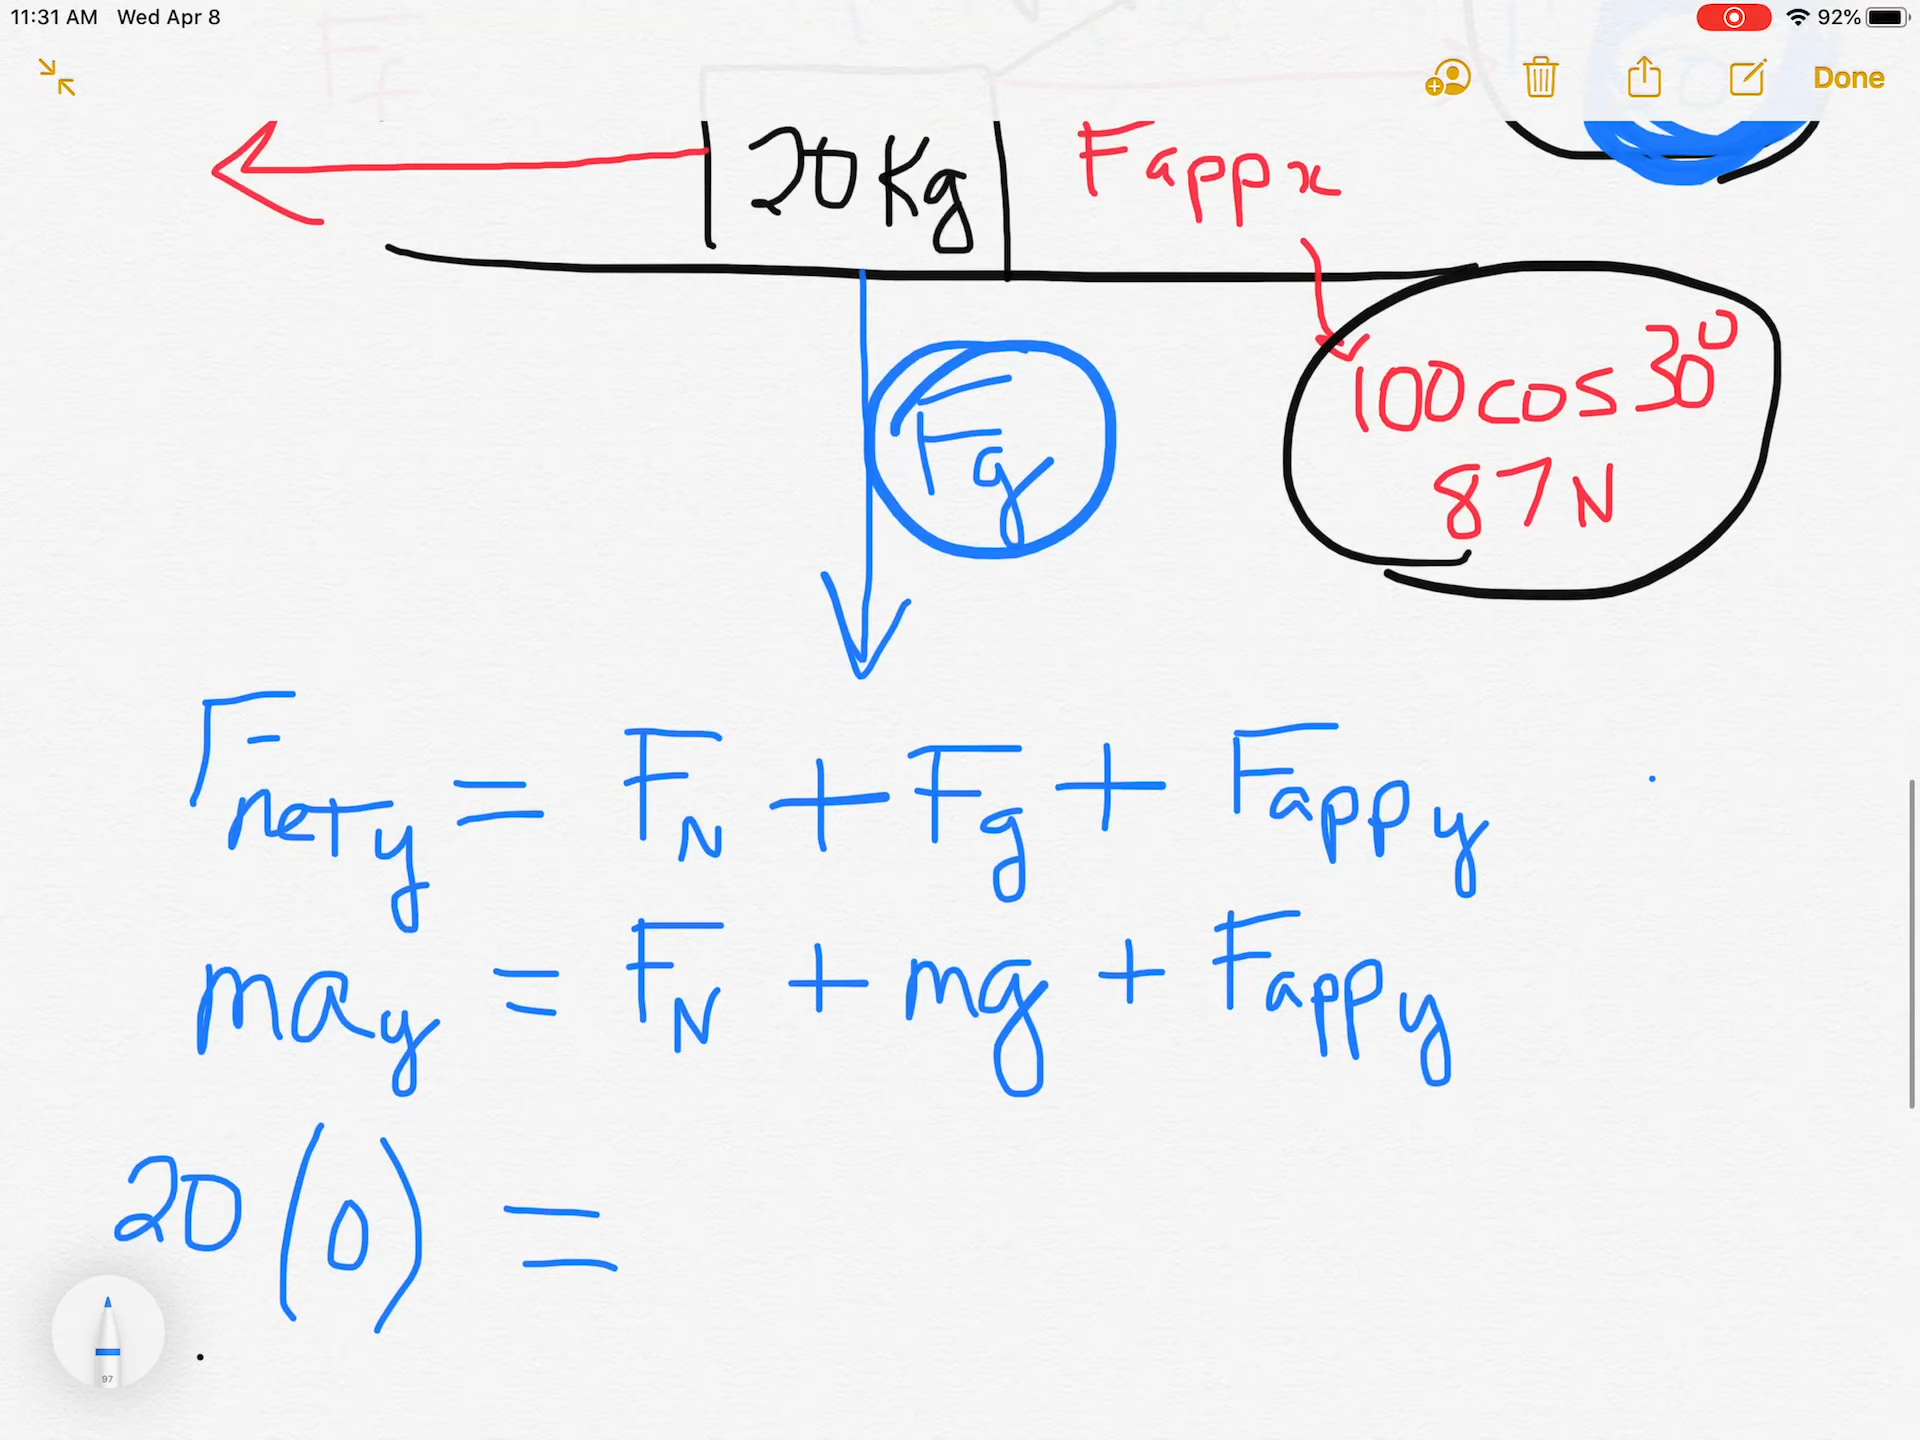 11:31 AM Wed Apr 8
92%
Done
20 Kg
Fappx
100 cos 30°
87 N
Fg
Fnety = FN + Fg + Fappy
may = FN + mg + Fappy
20 (0) =
97